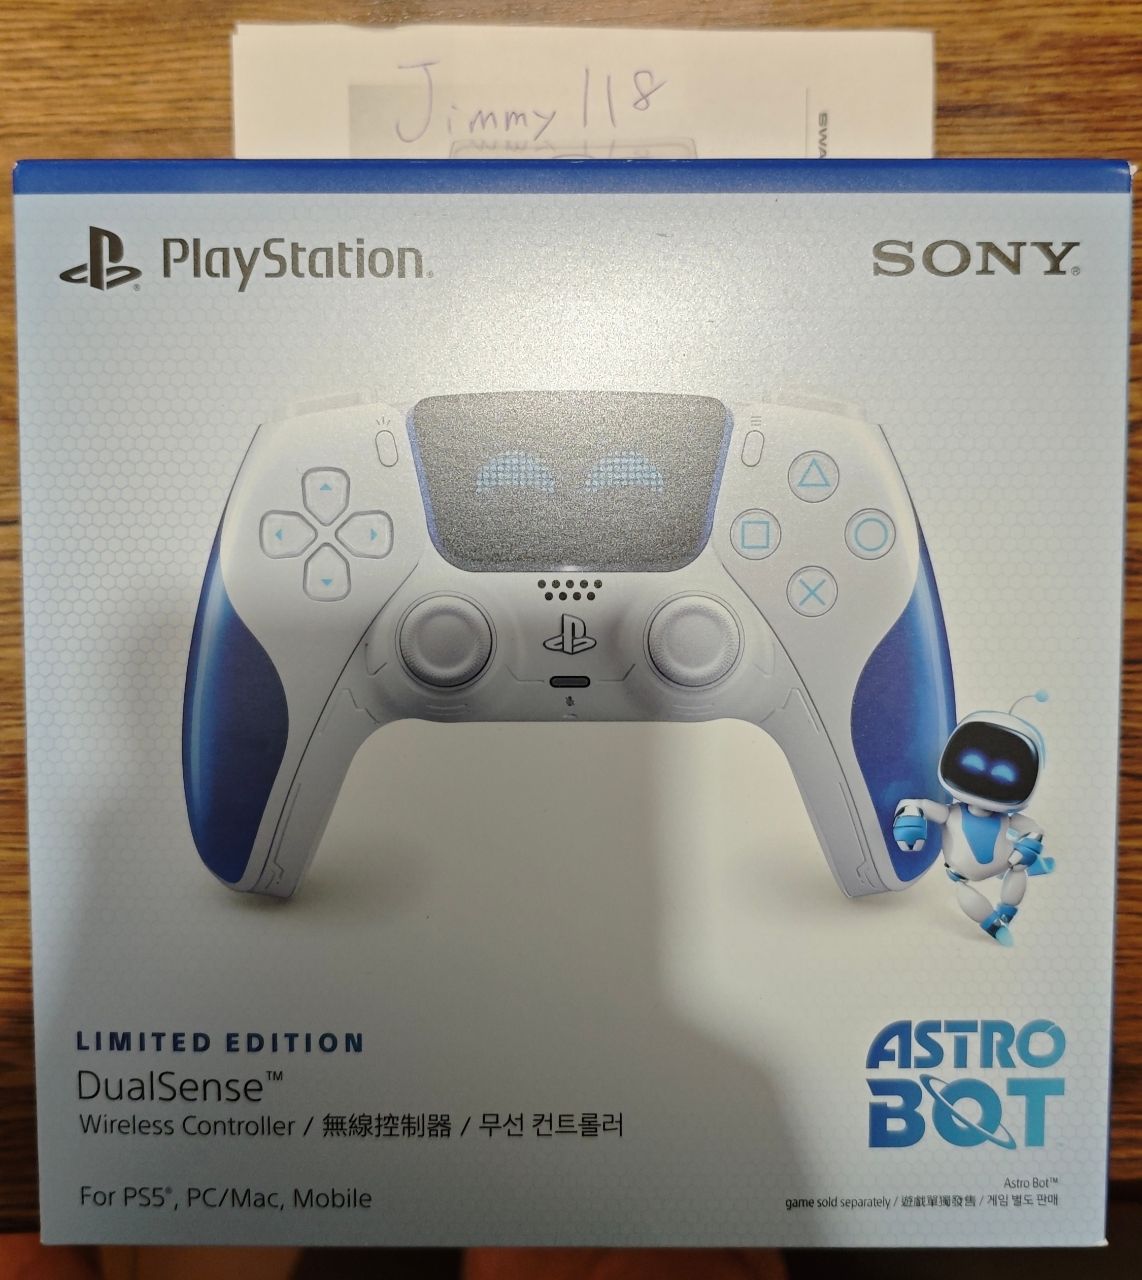 Jimmy 118
SWA
PlayStation®
SONY®
LIMITED EDITION
DualSense™
Wireless Controller / 無線控制器 / 무선 컨트롤러
For PS5®, PC/Mac, Mobile
ASTRO
BOT
Astro Bot™
game sold separately / 遊戲單獨發售 / 게임 별도 판매